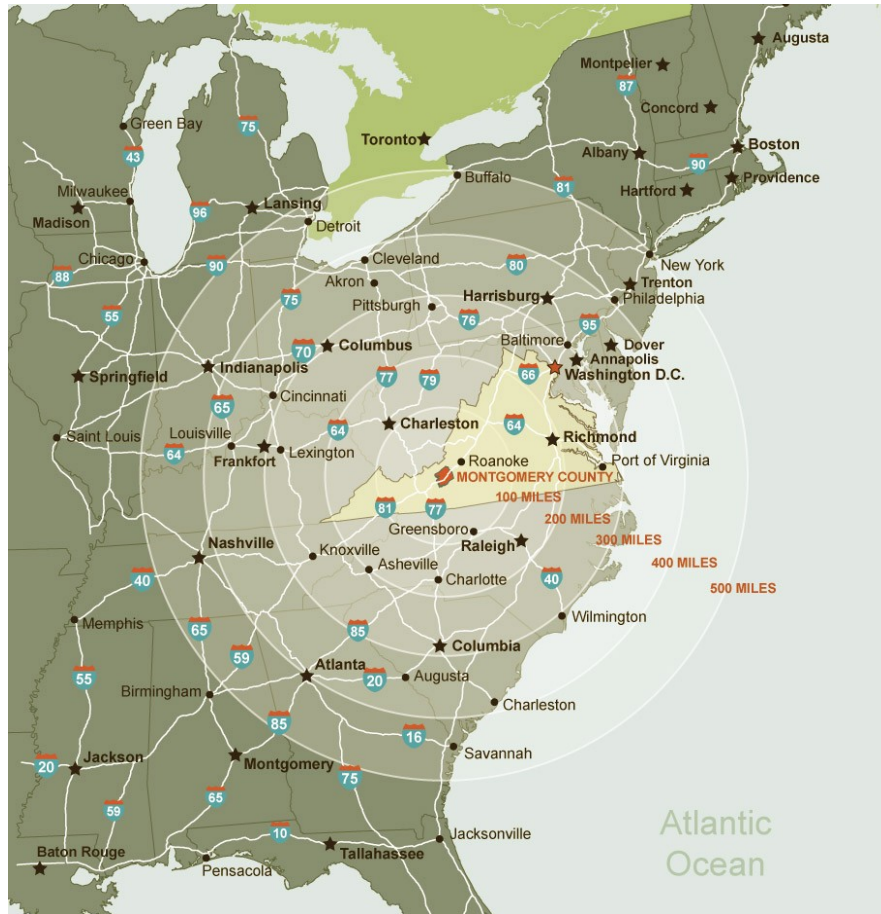 Augusta
Montpelier
87
Concord
Green Bay
75
Toronto
Boston
43
Albany
90
Buffalo
Providence
81
Hartford
Milwaukee
Madison
96
Lansing
Detroit
New York
Chicago
88
90
Cleveland
80
Trenton
Akron
75
Harrisburg
Philadelphia
55
Pittsburgh
76
95
Baltimore
Dover
70
Columbus
Annapolis
Indianapolis
Washington D.C.
Springfield
77
79
66
Cincinnati
65
Saint Louis
Louisville
64
Charleston
64
Richmond
64
Frankfort
Lexington
Roanoke
Port of Virginia
MONTGOMERY COUNTY
100 MILES
81
77
200 MILES
Greensboro
300 MILES
Raleigh
Nashville
Knoxville
400 MILES
Asheville
40
Charlotte
40
500 MILES
Memphis
65
85
Wilmington
59
Columbia
55
Atlanta
20
Augusta
Birmingham
Charleston
85
16
Savannah
20
Jackson
Montgomery
75
65
59
10
Jacksonville
Atlantic
Ocean
Baton Rouge
Tallahassee
Pensacola